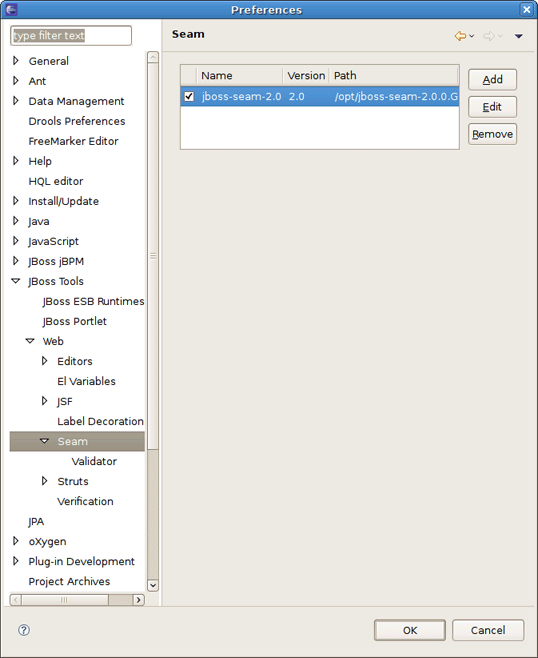 Preferences
type filter text
General
Ant
Data Management
Drools Preferences
FreeMarker Editor
Help
HQL editor
Install/Update
Java
JavaScript
JBoss jBPM
JBoss Tools
JBoss ESB Runtimes
JBoss Portlet
Web
Editors
El Variables
JSF
Label Decoration
Seam
Validator
Struts
Verification
JPA
oXygen
Plug-in Development
Project Archives
Seam
Name Version Path
jboss-seam-2.0 2.0 /opt/jboss-seam-2.0.0.G
Add
Edit
Remove
?
OK Cancel